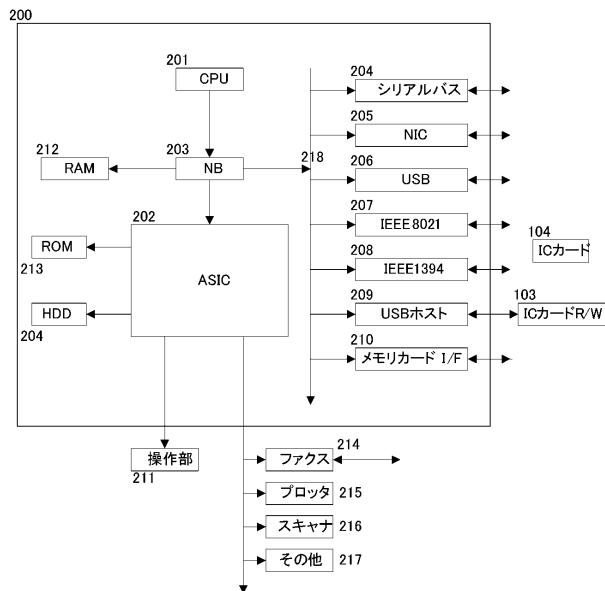 200
201
CPU
212
RAM
203
NB
218
202
ASIC
ROM
213
HDD
204
204
シリアルバス
205
NIC
206
USB
207
IEEE8021
208
IEEE1394
209
USBホスト
210
メモリカード I/F
104
ICカード
103
ICカードR/W
操作部
211
214
ファクス
プロッタ 215
スキャナ 216
その他 217